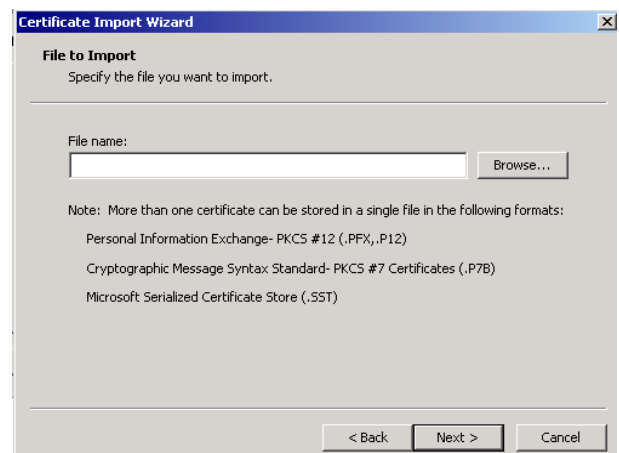 Certificate Import Wizard
File to Import
Specify the file you want to import.
File name:
Browse...
Note: More than one certificate can be stored in a single file in the following formats:
Personal Information Exchange- PKCS #12 (.PFX,.P12)
Cryptographic Message Syntax Standard- PKCS #7 Certificates (.P7B)
Microsoft Serialized Certificate Store (.SST)
< Back Next > Cancel